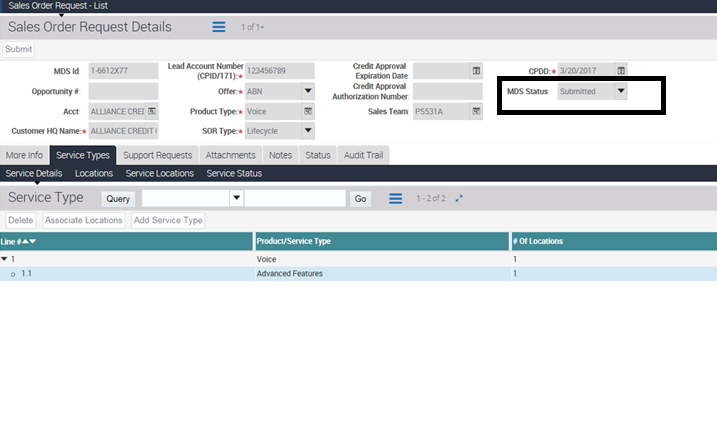 Sales Order Request - List
Sales Order Request Details 1 of 1+
Submit
MDS Id: 1-6612X77 Lead Account Number (CPID/171):* 123456789 Credit Approval Expiration Date: CPDD:* 3/20/2017
Opportunity #: Offer:* ABN Credit Approval Authorization Number: MDS Status: Submitted
Acct: ALLIANCE CRE Product Type:* Voice Sales Team: PS531A
Customer HQ Name:* ALLIANCE CREDIT SOR Type:* Lifecycle
More Info Service Types Support Requests Attachments Notes Status Audit Trail
Service Details Locations Service Locations Service Status
Service Type Query Go 1 - 2 of 2
Delete Associate Locations Add Service Type
Line # Product/Service Type # Of Locations
1 Voice 1
1.1 Advanced Features 1